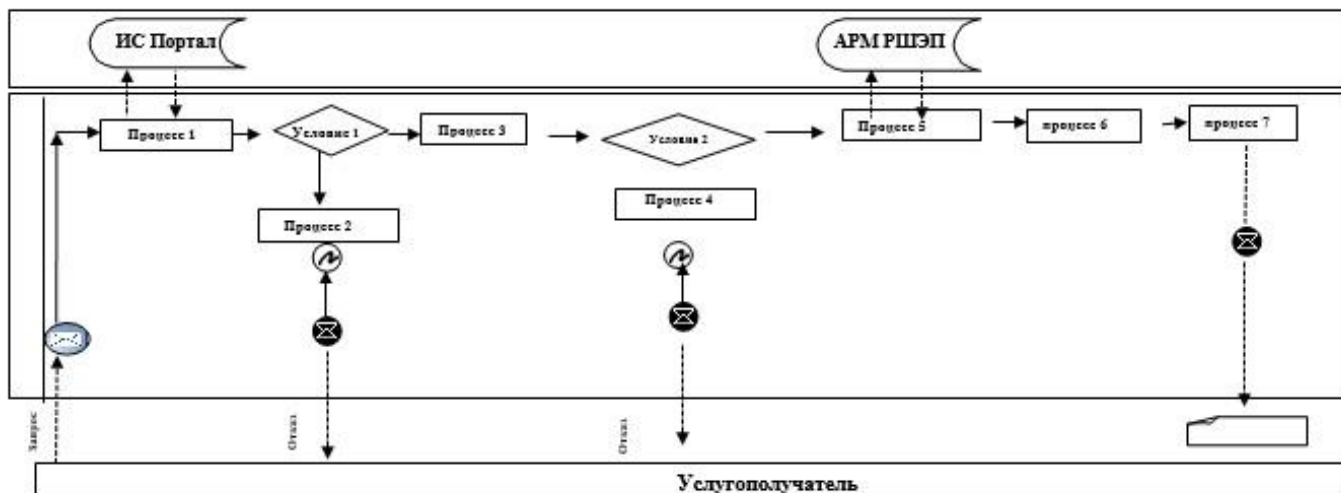 ИС Портал
АРМ РШЭП
Процесс 1
Условие 1
Процесс 3
Условие 2
Процесс 5
процесс 6
процесс 7
Процесс 2
Процесс 4
Запрос
Отказ
Отказ
Услугополучатель